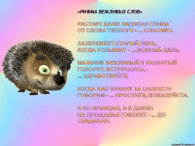 «РИФМА ВЕЖЛИВЫХ СЛОВ»
РАСТАЕТ ДАЖЕ ЛЕДЯНАЯ ГЛЫБА
ОТ СЛОВА ТЕПЛОГО - ... СПАСИБО.
ЗАЗЕЛЕНЕЕТ СТАРЫЙ ПЕНЬ,
КОГДА УСЛЫШИТ - ... ДОБРЫЙ ДЕНЬ.
МАЛЬЧИК ВЕЖЛИВЫЙ И РАЗВИТЫЙ
ГОВОРИТ, ВСТРЕЧАЯСЬ, -
... ЗДРАВСТВУЙТЕ.
КОГДА НАС БРАНЯТ ЗА ШАЛОСТИ
ГОВОРИМ - ... ПРОСТИТЕ, ПОЖАЛУЙСТА.
И ВО ФРАНЦИИ, И В ДАНИИ
НА ПРОЩАНЬЕ ГОВОРЯТ - ... ДО
СВИДАНИЯ.